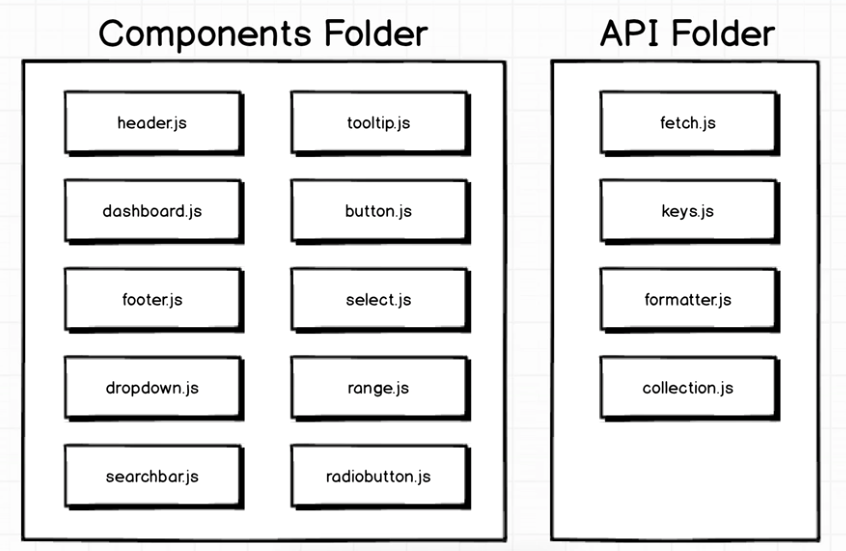 Components Folder
header.js
dashboard.js
footer.js
dropdown.js
searchbar.js
tooltip.js
button.js
select.js
range.js
radiobutton.js
API Folder
fetch.js
keys.js
formatter.js
collection.js